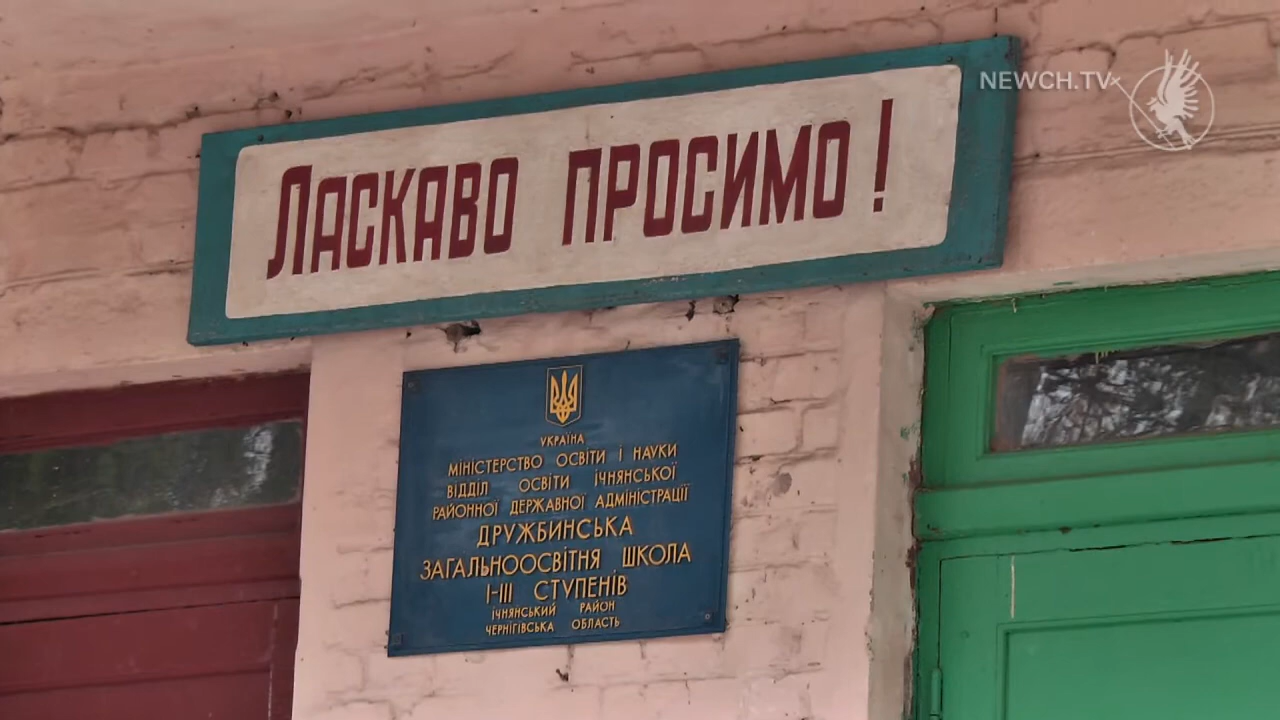 NEWCH.TV
Ласкаво просимо!
УКРАЇНА
МІНІСТЕРСТВО ОСВІТИ І НАУКИ
ВІДДІЛ ОСВІТИ ІЧНЯНСЬКОЇ
РАЙОННОЇ ДЕРЖАВНОЇ АДМІНІСТРАЦІЇ
ДРУЖБИНСЬКА
ЗАГАЛЬНООСВІТНЯ ШКОЛА
І-ІІІ СТУПЕНІВ
ІЧНЯНСЬКИЙ РАЙОН
ЧЕРНІГІВСЬКА ОБЛАСТЬ